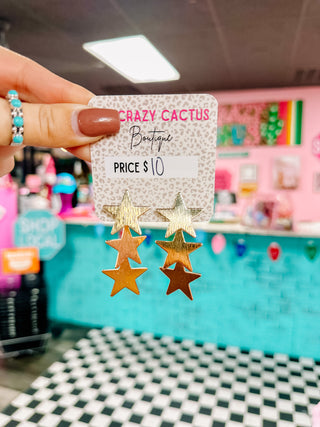 CRAZY CACTUS
Boutique
PRICE $10
SHOP
LOCAL